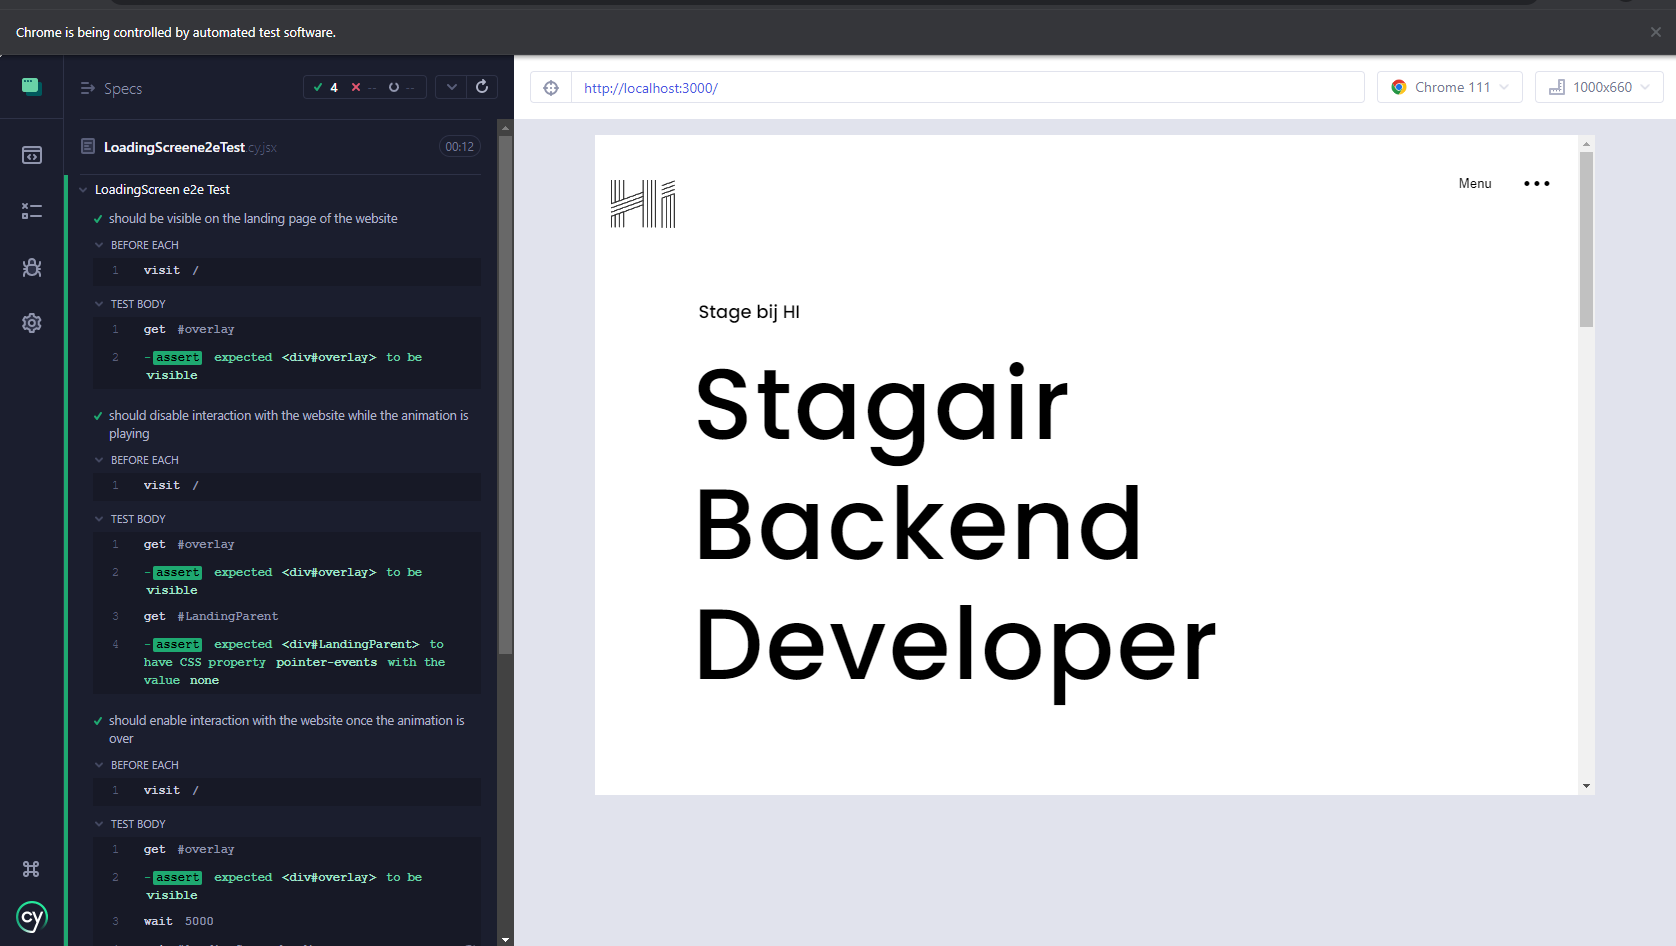 Chrome is being controlled by automated test software.
Specs
4 -- --
LoadingScreene2eTest.cy.jsx 00:12
LoadingScreen e2e Test
should be visible on the landing page of the website
BEFORE EACH
1 visit /
TEST BODY
1 get #overlay
2 -assert expected <div#overlay> to be
visible
should disable interaction with the website while the animation is
playing
BEFORE EACH
1 visit /
TEST BODY
1 get #overlay
2 -assert expected <div#overlay> to be
visible
3 get #LandingParent
4 -assert expected <div#LandingParent> to
have CSS property pointer-events with the
value none
should enable interaction with the website once the animation is
over
BEFORE EACH
1 visit /
TEST BODY
1 get #overlay
2 -assert expected <div#overlay> to be
visible
3 wait 5000
cy
http://localhost:3000/
Chrome 111
1000x660
Hi
Menu
Stage bij HI
Stagair
Backend
Developer